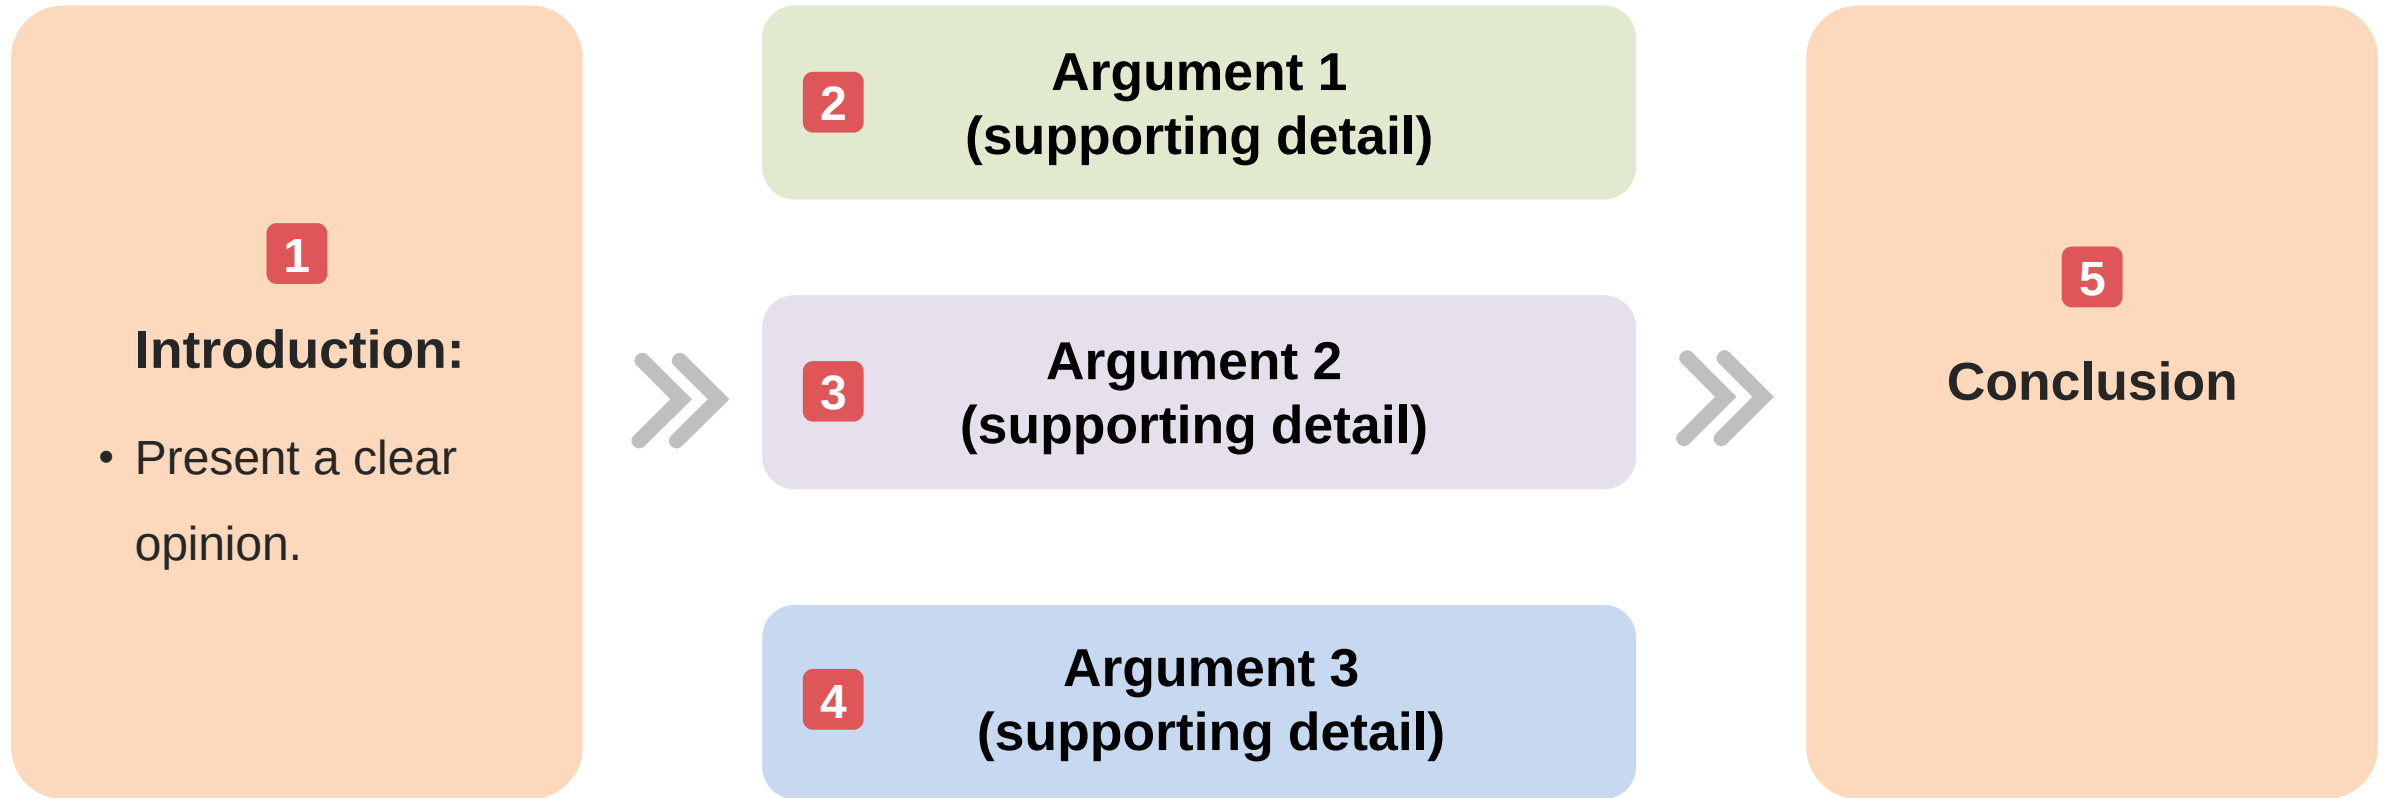 1
Introduction:
• Present a clear
opinion.
2
Argument 1
(supporting detail)
3
Argument 2
(supporting detail)
4
Argument 3
(supporting detail)
5
Conclusion